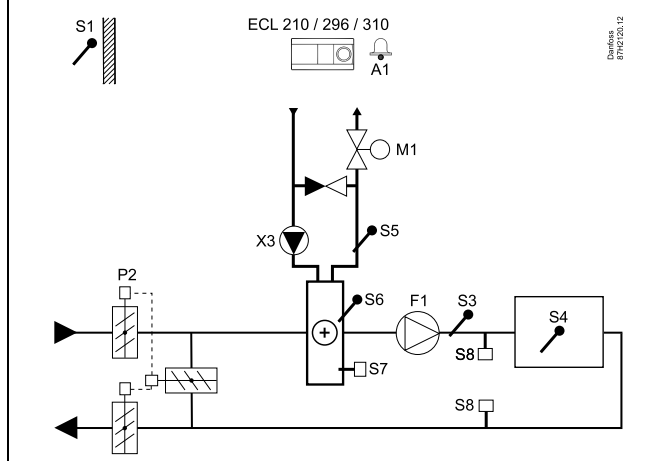 S1
ECL 210 / 296 / 310
A1
Danfoss
87H2120.12
M1
X3
S5
P2
S6
F1
S3
S4
S8
S7
S8